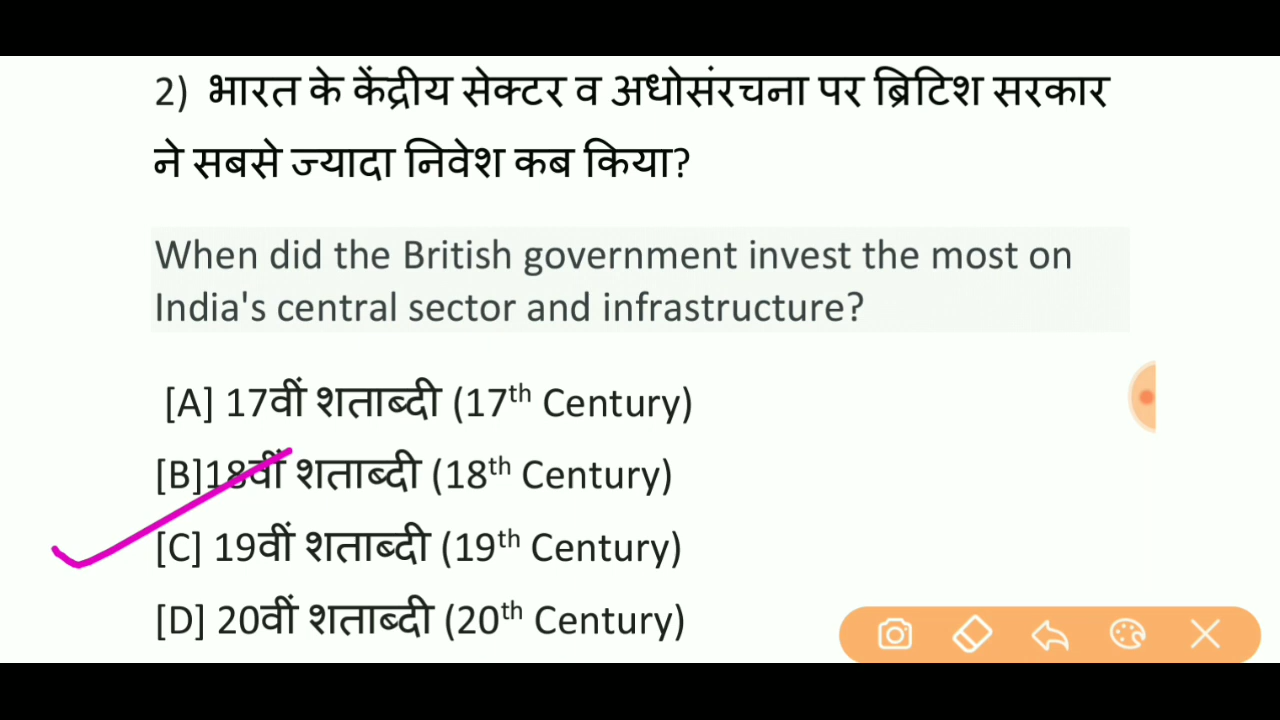 2) भारत के केंद्रीय सेक्टर व अधोसंरचना पर ब्रिटिश सरकार
ने सबसे ज्यादा निवेश कब किया?
When did the British government invest the most on
India's central sector and infrastructure?
[A] 17वीं शताब्दी (17th Century)
[B]18वीं शताब्दी (18th Century)
[C] 19वीं शताब्दी (19th Century)
[D] 20वीं शताब्दी (20th Century)